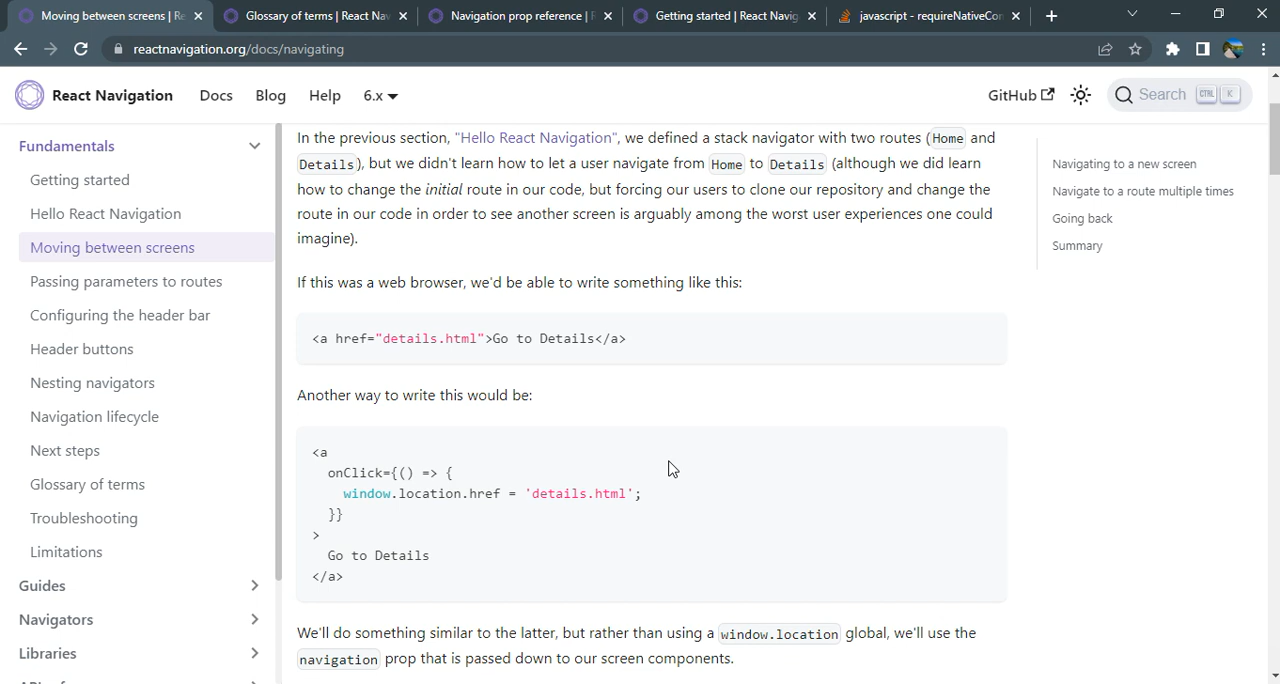 Moving between screens | Re
Glossary of terms | React Nav
Navigation prop reference |
Getting started | React Navig
javascript - requireNativeCon
reactnavigation.org/docs/navigating
React Navigation
Docs
Blog
Help
6.x
GitHub
Search
CTRL
K
Fundamentals
Getting started
Hello React Navigation
Moving between screens
Passing parameters to routes
Configuring the header bar
Header buttons
Nesting navigators
Navigation lifecycle
Next steps
Glossary of terms
Troubleshooting
Limitations
Guides
Navigators
Libraries
In the previous section, "Hello React Navigation", we defined a stack navigator with two routes (Home and
Details), but we didn't learn how to let a user navigate from Home to Details (although we did learn
how to change the initial route in our code, but forcing our users to clone our repository and change the
route in our code in order to see another screen is arguably among the worst user experiences one could
imagine).
If this was a web browser, we'd be able to write something like this:
<a href="details.html">Go to Details</a>
Another way to write this would be:
<a
onClick={() => {
window.location.href = 'details.html';
}}
>
Go to Details
</a>
We'll do something similar to the latter, but rather than using a window.location global, we'll use the
navigation prop that is passed down to our screen components.
Navigating to a new screen
Navigate to a route multiple times
Going back
Summary